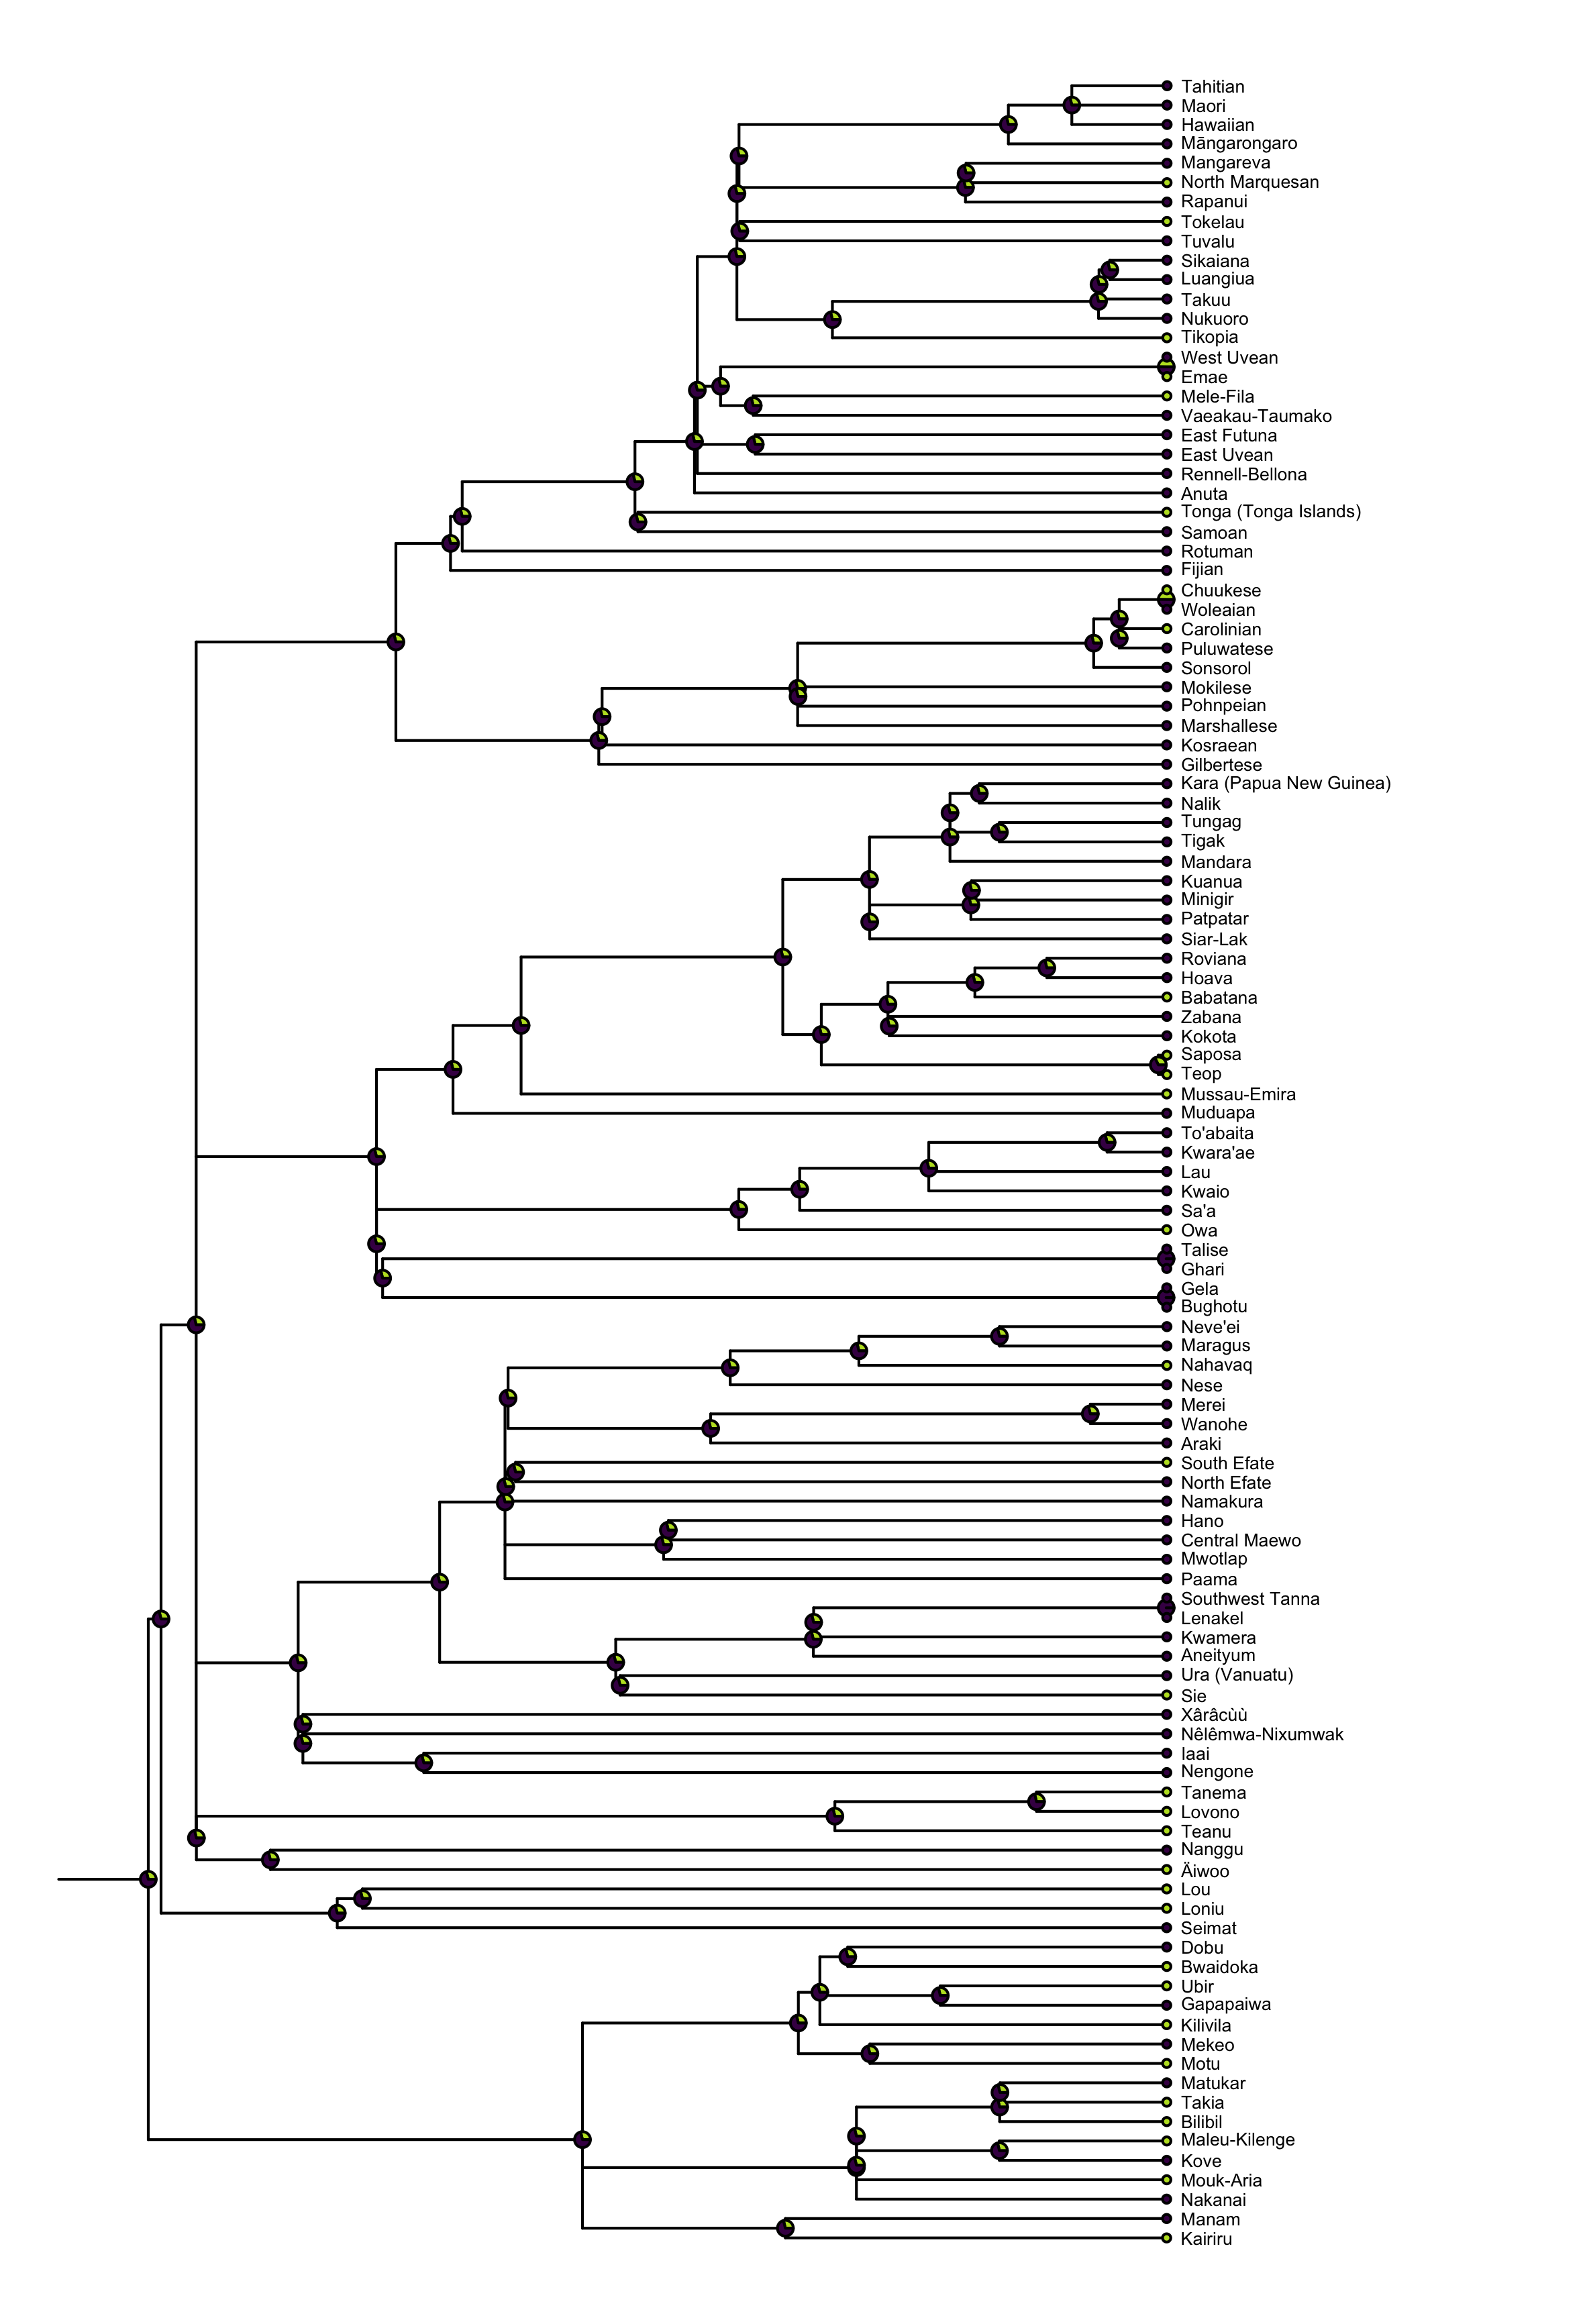 Tahitian
Maori
Hawaiian
Māngarongaro
Mangareva
North Marquesan
Rapanui
Tokelau
Tuvalu
Sikaiana
Luangiua
Takuu
Nukuoro
Tikopia
West Uvean
Emae
Mele-Fila
Vaeakau-Taumako
East Futuna
East Uvean
Rennell-Bellona
Anuta
Tonga (Tonga Islands)
Samoan
Rotuman
Fijian
Chuukese
Woleaian
Carolinian
Puluwatese
Sonsorol
Mokilese
Pohnpeian
Marshallese
Kosraean
Gilbertese
Kara (Papua New Guinea)
Nalik
Tungag
Tigak
Mandara
Kuanua
Minigir
Patpatar
Siar-Lak
Roviana
Hoava
Babatana
Zabana
Kokota
Saposa
Teop
Mussau-Emira
Muduapa
To'abaita
Kwara'ae
Lau
Kwaio
Sa'a
Owa
Talise
Ghari
Gela
Bughotu
Neve'ei
Maragus
Nahavaq
Nese
Merei
Wanohe
Araki
South Efate
North Efate
Namakura
Hano
Central Maewo
Mwotlap
Paama
Southwest Tanna
Lenakel
Kwamera
Aneityum
Ura (Vanuatu)
Sie
Xârâcùù
Nêlêmwa-Nixumwak
Iaai
Nengone
Tanema
Lovono
Teanu
Nanggu
Äiwoo
Lou
Loniu
Seimat
Dobu
Bwaidoka
Ubir
Gapapaiwa
Kilivila
Mekeo
Motu
Matukar
Takia
Bilibil
Maleu-Kilenge
Kove
Mouk-Aria
Nakanai
Manam
Kairiru